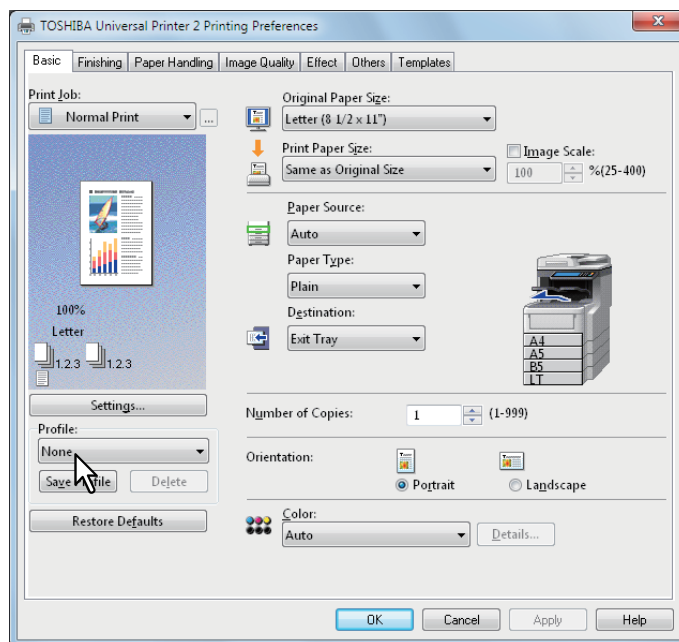 TOSHIBA Universal Printer 2 Printing Preferences
Basic Finishing Paper Handling Image Quality Effect Others Templates
Print Job:
Normal Print ...
100%
Letter
1.2.3 1.2.3
Settings...
Profile:
None
Save file Delete
Restore Defaults
Original Paper Size:
Letter (8 1/2 x 11")
Print Paper Size:
Same as Original Size
Image Scale:
100 %(25-400)
Paper Source:
Auto
Paper Type:
Plain
Destination:
Exit Tray
A4
A5
B5
LT
Number of Copies: 1 (1-999)
Orientation:
Portrait Landscape
Color:
Auto Details...
OK Cancel Apply Help